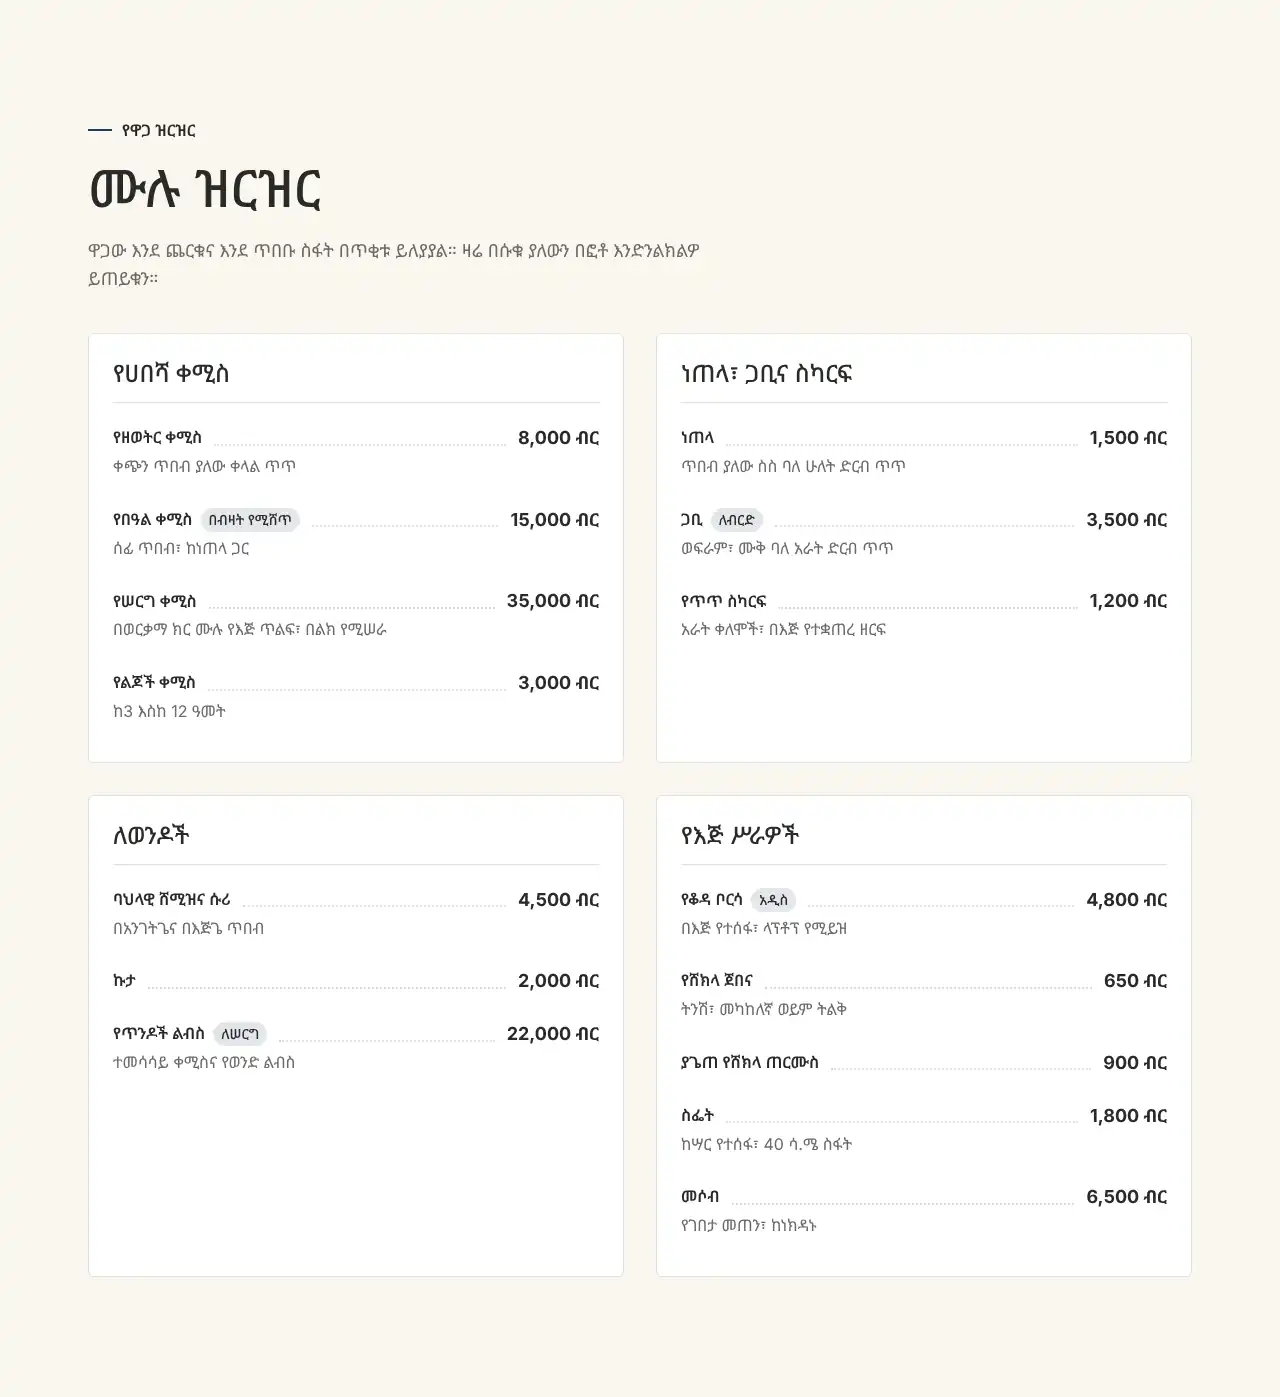 የዋጋ ዝርዝር
ሙሉ ዝርዝር
ዋጋው እንደ ጨርቁና እንደ ጥበቡ ስፋት በጥቂቱ ይለያያል። ዛሬ በሱቁ ያለውን በፎቶ እንድንልክልዎ
ይጠይቁን።
የሀበሻ ቀሚስ
የዘወትር ቀሚስ 8,000 ብር
ቀጭን ጥበብ ያለው ቀላል ጥጥ
የበዓል ቀሚስ በብዛት የሚሸጥ 15,000 ብር
ሰፊ ጥበብ፣ ከነጠላ ጋር
የሠርግ ቀሚስ 35,000 ብር
በወርቃማ ክር ሙሉ የእጅ ጥልፍ፣ በልክ የሚሠራ
የልጆች ቀሚስ 3,000 ብር
ከ3 እስከ 12 ዓመት
ነጠላ፣ ጋቢና ስካርፍ
ነጠላ 1,500 ብር
ጥበብ ያለው ስስ ባለ ሁለት ድርብ ጥጥ
ጋቢ ለብርድ 3,500 ብር
ወፍራም፣ ሙቅ ባለ አራት ድርብ ጥጥ
የጥጥ ስካርፍ 1,200 ብር
አራት ቀለሞች፣ በእጅ የተቋጠረ ዘርፍ
ለወንዶች
ባህላዊ ሸሚዝና ሱሪ 4,500 ብር
በአንገትጌና በእጅጌ ጥበብ
ኩታ 2,000 ብር
የጥንዶች ልብስ ለሠርግ 22,000 ብር
ተመሳሳይ ቀሚስና የወንድ ልብስ
የእጅ ሥራዎች
የቆዳ ቦርሳ አዲስ 4,800 ብር
በእጅ የተሰፋ፣ ላፕቶፕ የሚይዝ
የሸክላ ጀበና 650 ብር
ትንሽ፣ መካከለኛ ወይም ትልቅ
ያጌጠ የሸክላ ጠርሙስ 900 ብር
ስፌት 1,800 ብር
ከሣር የተሰፋ፣ 40 ሳ.ሜ ስፋት
መሶብ 6,500 ብር
የገበታ መጠን፣ ከነክዳኑ